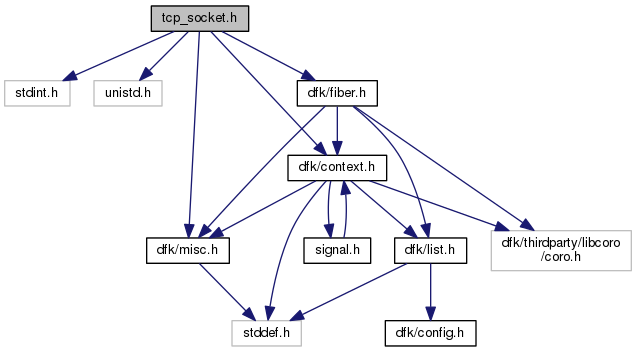 tcp_socket.h
stdint.h
unistd.h
dfk/fiber.h
dfk/context.h
dfk/misc.h
signal.h
dfk/list.h
dfk/thirdparty/libcoro
/coro.h
stddef.h
dfk/config.h